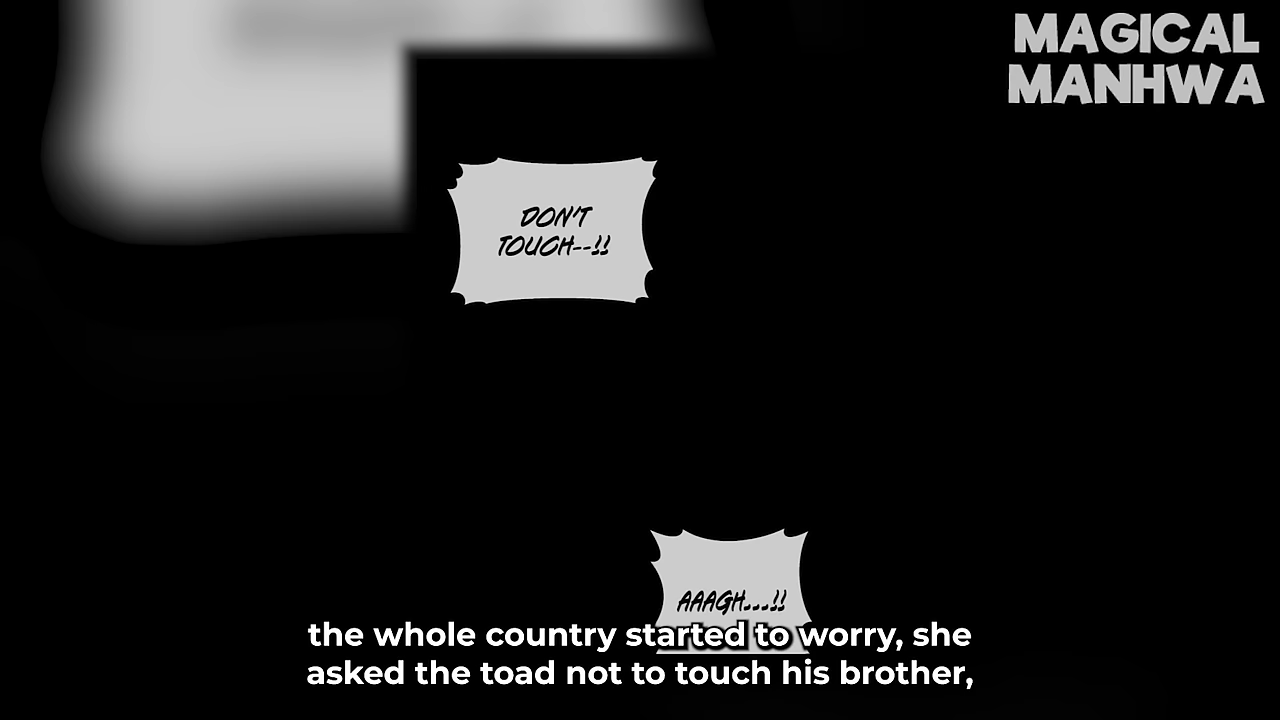 MAGICAL
MANHWA
DON'T
TOUCH--!!
AAAGH...!!
the whole country started to worry, she
asked the toad not to touch his brother,